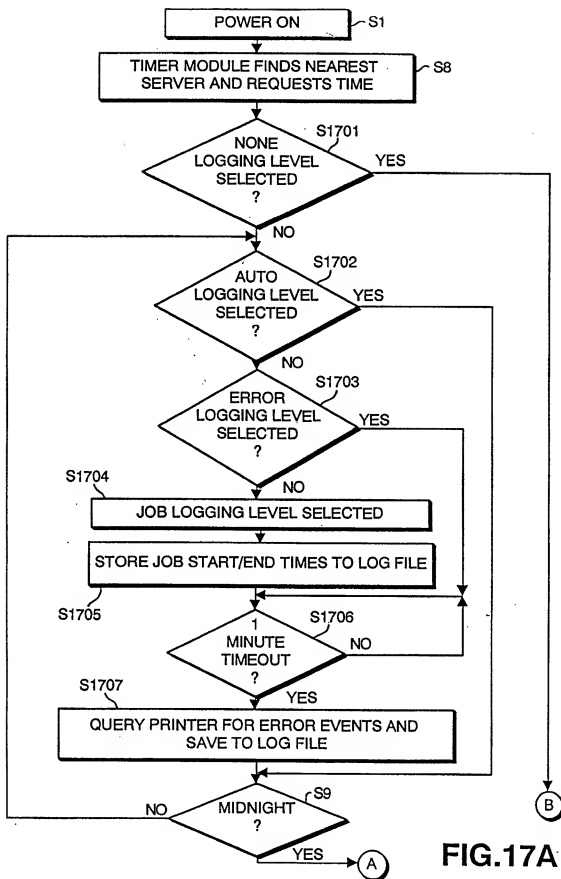 POWER ON
S1
TIMER MODULE FINDS NEAREST
SERVER AND REQUESTS TIME
S8
NONE
LOGGING LEVEL
SELECTED
?
S1701
YES
NO
AUTO
LOGGING LEVEL
SELECTED
?
S1702
YES
NO
ERROR
LOGGING LEVEL
SELECTED
?
S1703
YES
NO
S1704
JOB LOGGING LEVEL SELECTED
STORE JOB START/END TIMES TO LOG FILE
S1705
1
MINUTE
TIMEOUT
?
S1706
NO
YES
S1707
QUERY PRINTER FOR ERROR EVENTS AND
SAVE TO LOG FILE
MIDNIGHT
?
S9
NO
YES
A
B
FIG.17A